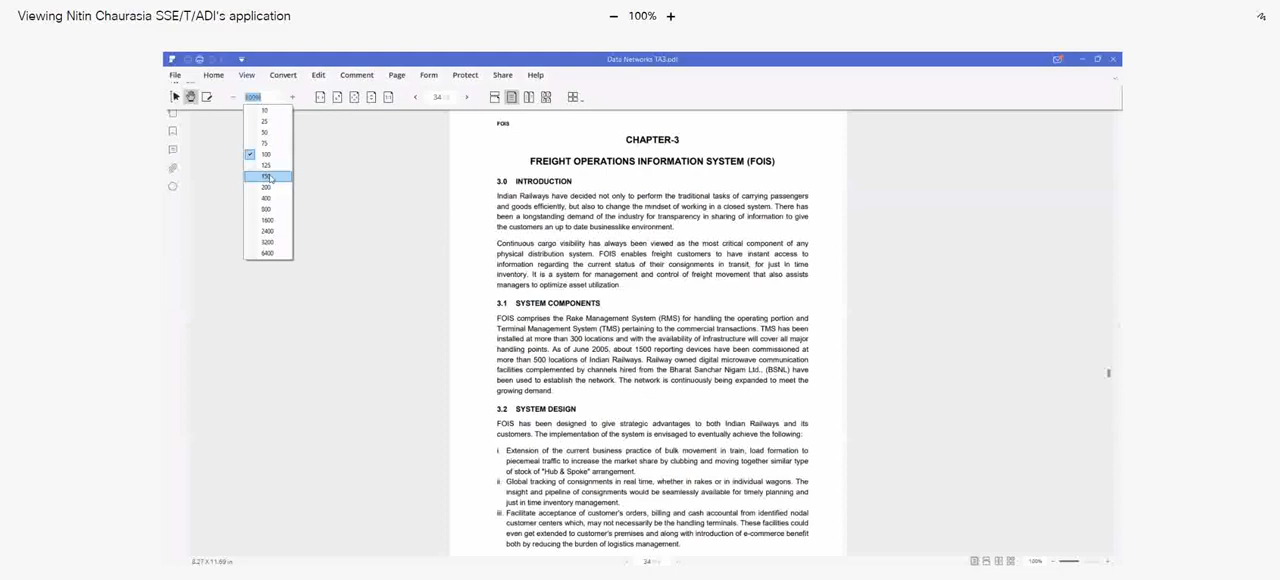 Viewing Nitin Chaurasia SSE/T/ADI's application
100%
Data Networks TA3.pdf
File Home View Convert Edit Comment Page Form Protect Share Help
100%
34
10
25
50
75
100
125
150
200
400
800
1600
2400
3200
6400
FOIS
CHAPTER-3
FREIGHT OPERATIONS INFORMATION SYSTEM (FOIS)
3.0 INTRODUCTION
Indian Railways have decided not only to perform the traditional tasks of carrying passengers
and goods efficiently, but also to change the mindset of working in a closed system. There has
been a longstanding demand of the industry for transparency in sharing of information to give
the customers an up to date businesslike environment.
Continuous cargo visibility has always been viewed as the most critical component of any
physical distribution system. FOIS enables freight customers to have instant access to
information regarding the current status of their consignments in transit, for just in time
inventory. It is a system for management and control of freight movement that also assists
managers to optimize asset utilization
3.1 SYSTEM COMPONENTS
FOIS comprises the Rake Management System (RMS) for handling the operating portion and
Terminal Management System (TMS) pertaining to the commercial transactions. TMS has been
installed at more than 300 locations and with the availability of infrastructure will cover all major
handling points. As of June 2005, about 1500 reporting devices have been commissioned at
more than 500 locations of Indian Railways. Railway owned digital microwave communication
facilities complemented by channels hired from the Bharat Sanchar Nigam Ltd., (BSNL) have
been used to establish the network. The network is continuously being expanded to meet the
growing demand.
3.2 SYSTEM DESIGN
FOIS has been designed to give strategic advantages to both Indian Railways and its
customers. The implementation of the system is envisaged to eventually achieve the following:
i Extension of the current business practice of bulk movement in train, load formation to
piecemeal traffic to increase the market share by clubbing and moving together similar type
of stock of "Hub & Spoke" arrangement.
ii Global tracking of consignments in real time, whether in rakes or in individual wagons. The
insight and pipeline of consignments would be seamlessly available for timely planning and
just in time inventory management.
iii. Facilitate acceptance of customer's orders, billing and cash accountal from identified nodal
customer centers which, may not necessarily be the handling terminals. These facilities could
even get extended to customer's premises and along with introduction of e-commerce benefit
both by reducing the burden of logistics management.
8.27 X 11.69 in
34
100%